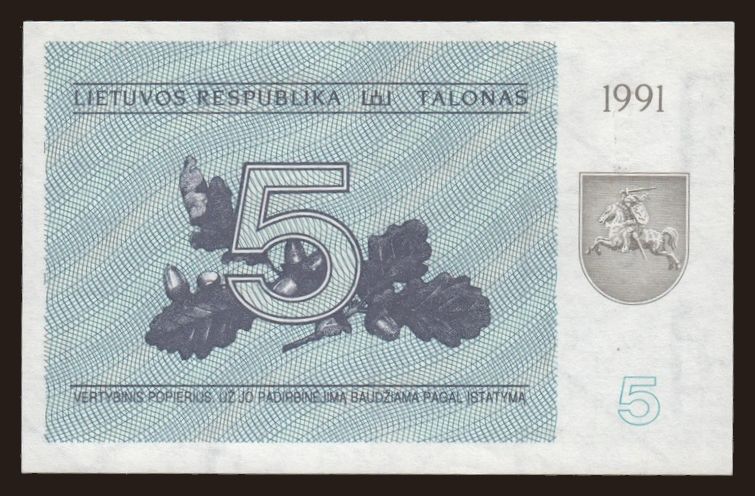 LIETUVOS RESPUBLIKA TALONAS
1991
5
VERTYBINIS POPIERIUS. UŽ JO PADIRBINĖJIMĄ BAUDŽIAMA PAGAL ĮSTATYMĄ
5